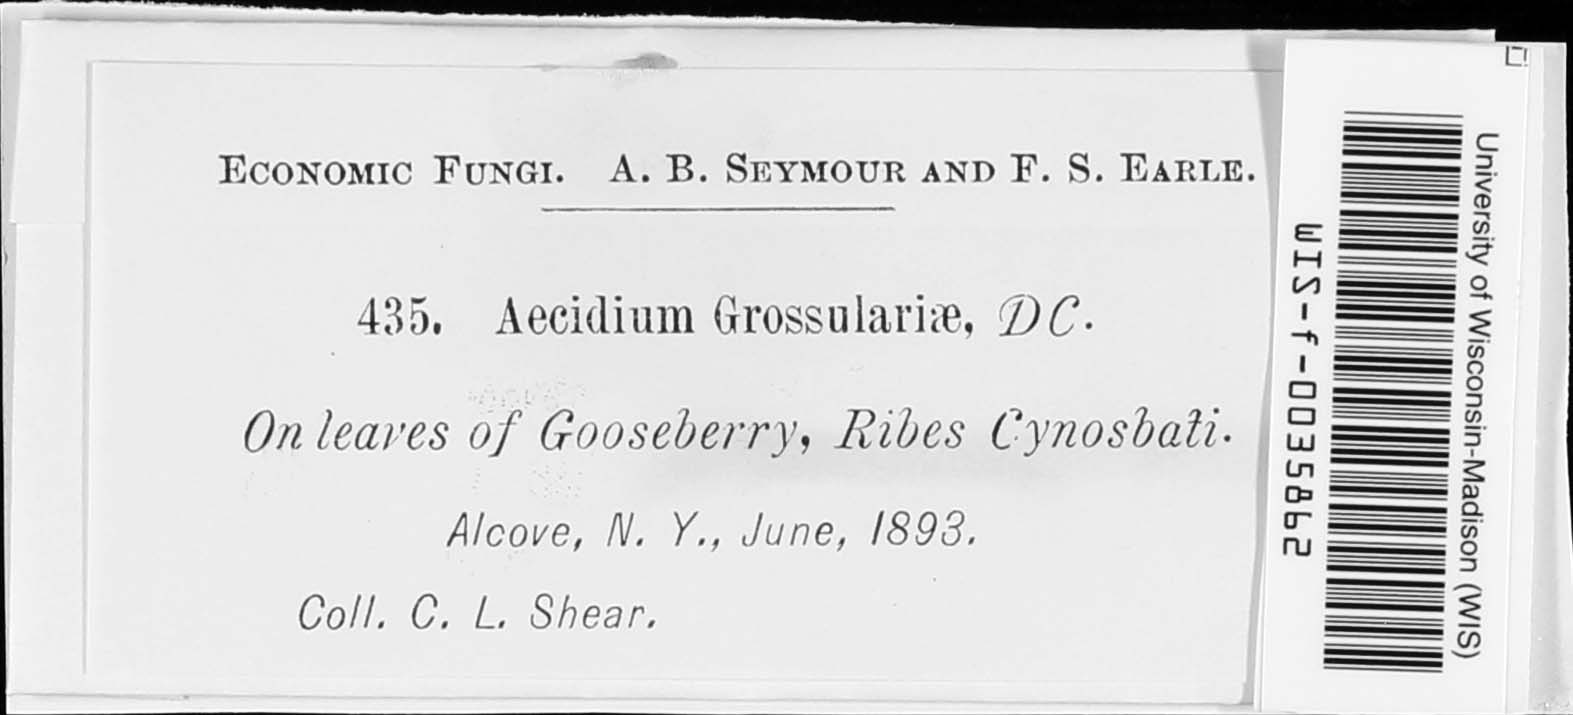 Economic Fungi. A. B. Seymour and F. S. Earle.
435. Aecidium Grossulariæ, DC.
On leaves of Gooseberry, Ribes Cynosbati.
Alcove, N. Y., June, 1893.
Coll. C. L. Shear.
University of Wisconsin-Madison (WIS)
WIS-f-0035862